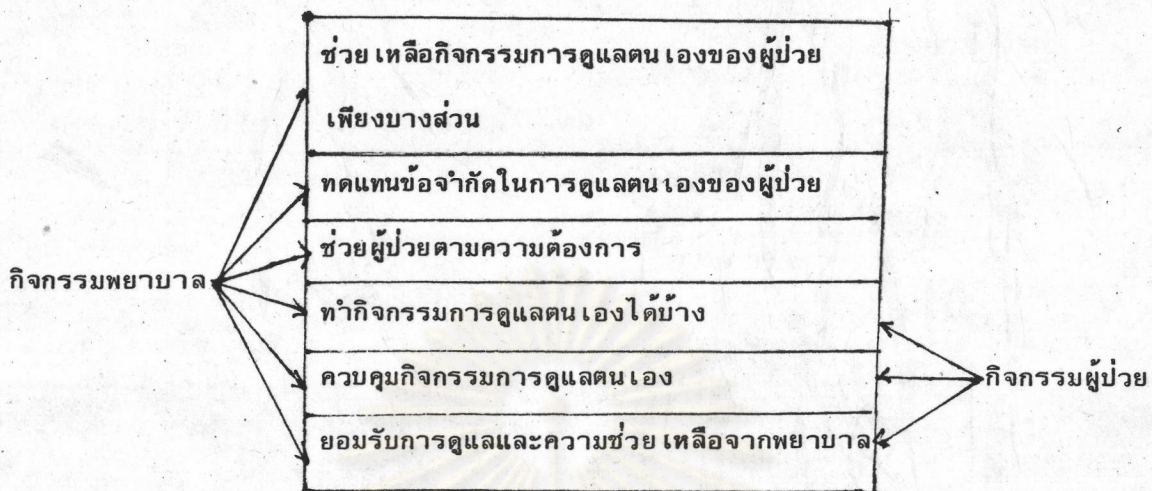 ช่วยเหลือกิจกรรมการดูแลตนเองของผู้ป่วย
เพียงบางส่วน
ทดแทนข้อจำกัดในการดูแลตนเองของผู้ป่วย
ช่วยผู้ป่วยตามความต้องการ
กิจกรรมพยาบาล
ทำกิจกรรมการดูแลตนเองได้บ้าง
ควบคุมกิจกรรมการดูแลตนเอง
กิจกรรมผู้ป่วย
ยอมรับการดูแลและความช่วยเหลือจากพยาบาล